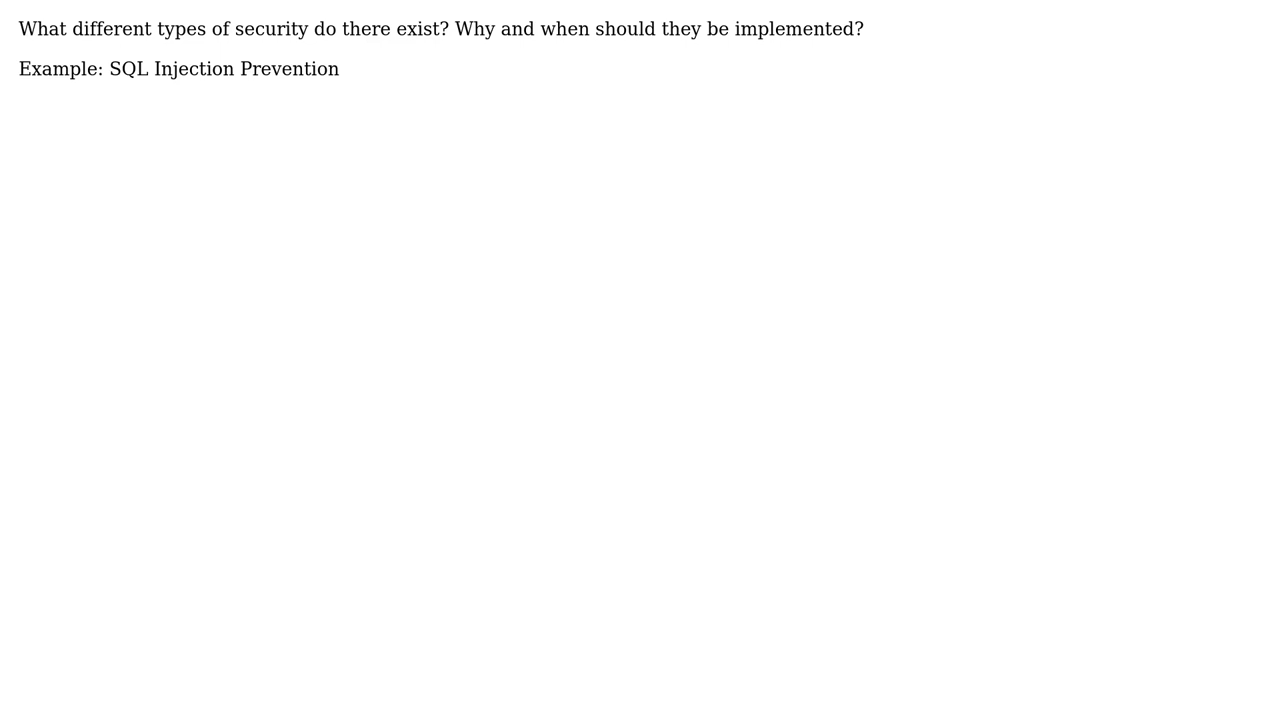 What different types of security do there exist? Why and when should they be implemented?
Example: SQL Injection Prevention